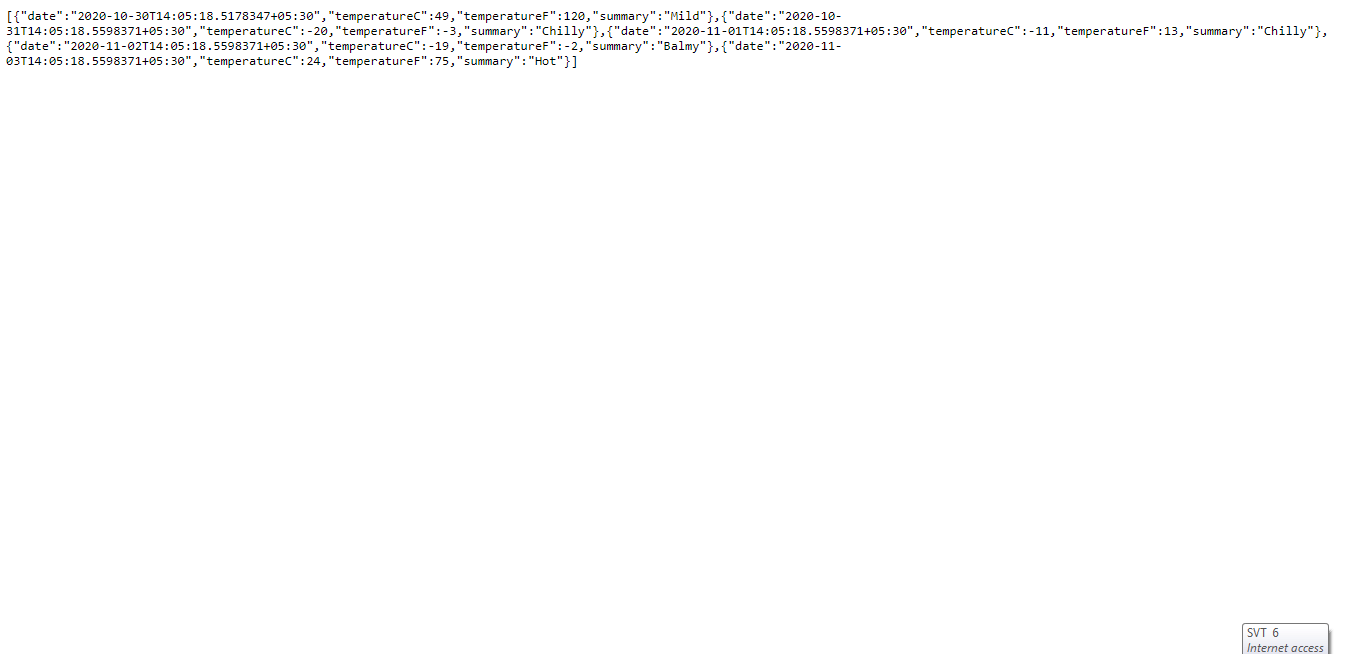 [{"date":"2020-10-30T14:05:18.5178347+05:30","temperatureC":49,"temperatureF":120,"summary":"Mild"},{"date":"2020-10-
31T14:05:18.5598371+05:30","temperatureC":-20,"temperatureF":-3,"summary":"Chilly"},{"date":"2020-11-01T14:05:18.5598371+05:30","temperatureC":-11,"temperatureF":13,"summary":"Chilly"},
{"date":"2020-11-02T14:05:18.5598371+05:30","temperatureC":-19,"temperatureF":-2,"summary":"Balmy"},{"date":"2020-11-
03T14:05:18.5598371+05:30","temperatureC":24,"temperatureF":75,"summary":"Hot"}]
SVT 6
Internet access